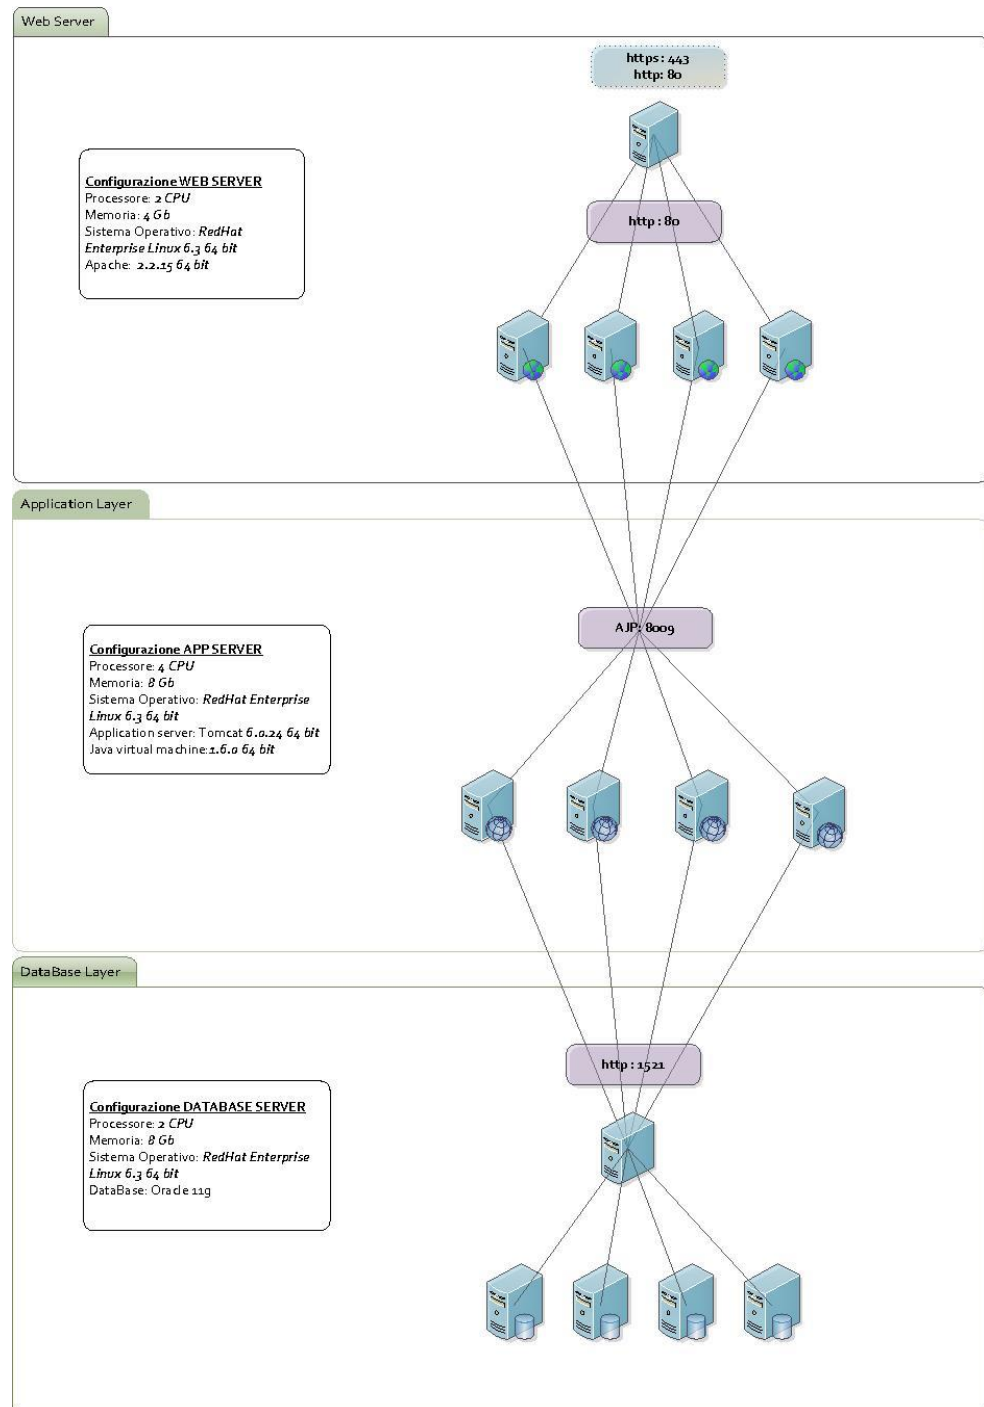 Web Server
https: 443
http: 80
Configurazione WEB SERVER
Processore: 2 CPU
Memoria: 4 Gb
Sistema Operativo: RedHat
Enterprise Linux 6.3 64 bit
Apache: 2.2.15 64 bit
http : 80
Application Layer
AJP: 8009
Configurazione APP SERVER
Processore: 4 CPU
Memoria: 8 Gb
Sistema Operativo: RedHat Enterprise
Linux 6.3 64 bit
Application server: Tomcat 6.0.24 64 bit
Java virtual machine:1.6.0 64 bit
DataBase Layer
http : 1521
Configurazione DATABASE SERVER
Processore: 2 CPU
Memoria: 8 Gb
Sistema Operativo: RedHat Enterprise
Linux 6.3 64 bit
DataBase: Oracle 11g